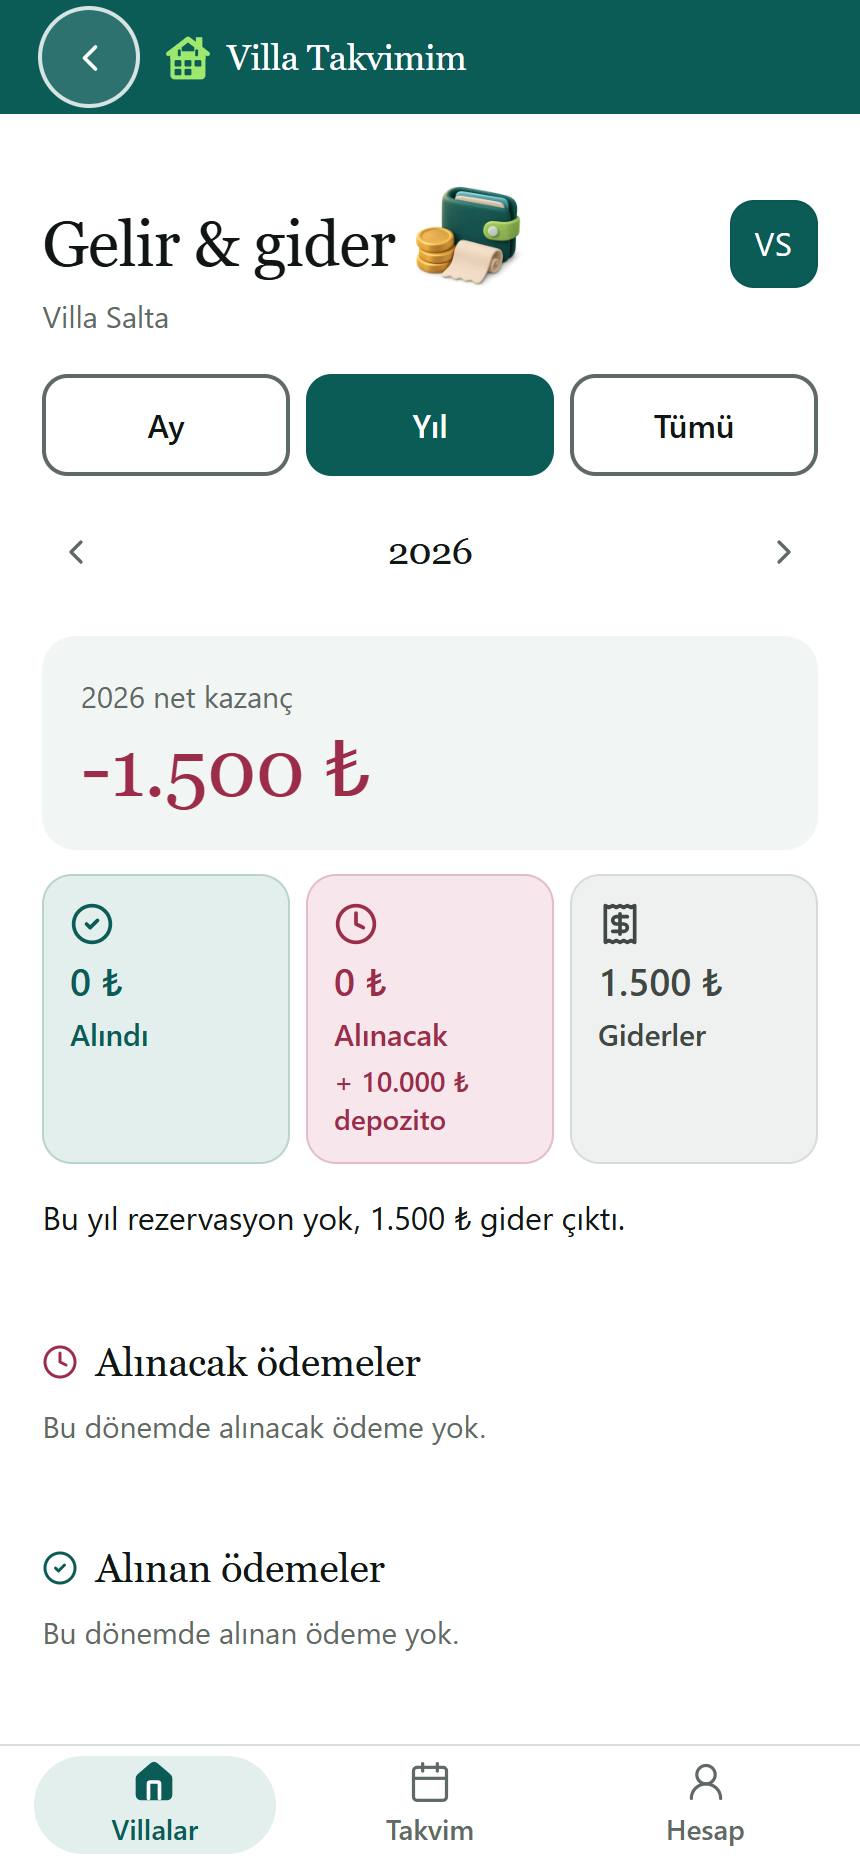 Villa Takvimim
Gelir & gider
VS
Villa Salta
Ay
Yıl
Tümü
2026
2026 net kazanç
-1.500 ₺
0 ₺
Alındı
0 ₺
Alınacak
+ 10.000 ₺
depozito
1.500 ₺
Giderler
Bu yıl rezervasyon yok, 1.500 ₺ gider çıktı.
Alınacak ödemeler
Bu dönemde alınacak ödeme yok.
Alınan ödemeler
Bu dönemde alınan ödeme yok.
Villalar
Takvim
Hesap